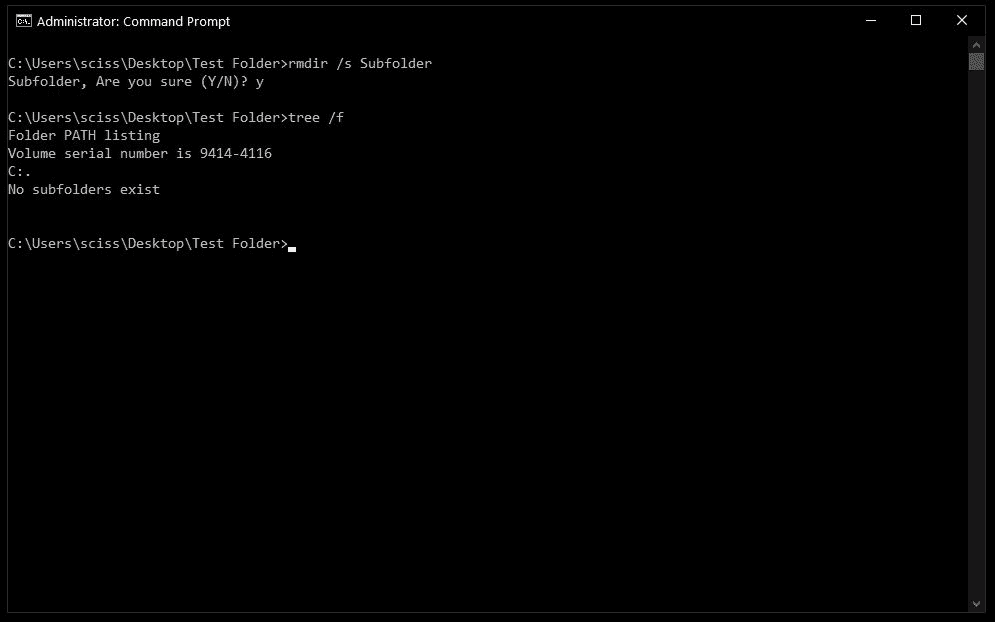 Administrator: Command Prompt
C:\Users\sciss\Desktop\Test Folder>rmdir /s Subfolder
Subfolder, Are you sure (Y/N)? y
C:\Users\sciss\Desktop\Test Folder>tree /f
Folder PATH listing
Volume serial number is 9414-4116
C:.
No subfolders exist
C:\Users\sciss\Desktop\Test Folder>